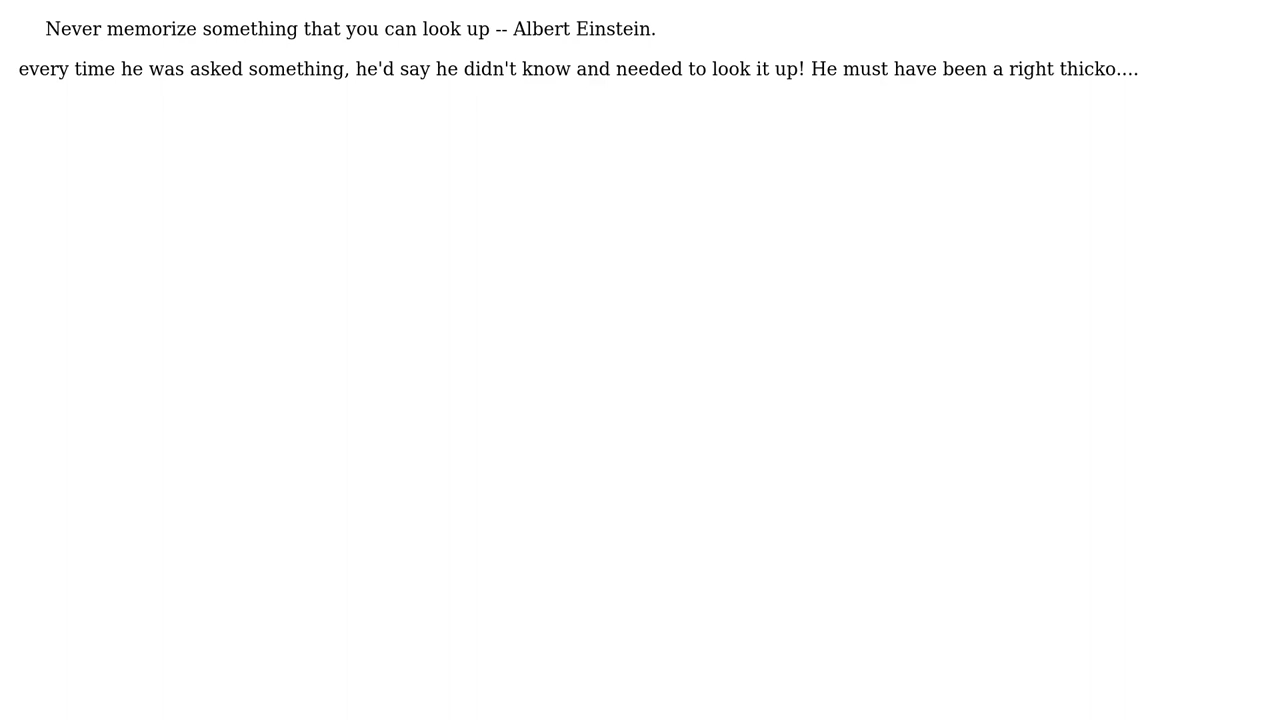 Never memorize something that you can look up -- Albert Einstein.
every time he was asked something, he'd say he didn't know and needed to look it up! He must have been a right thicko....